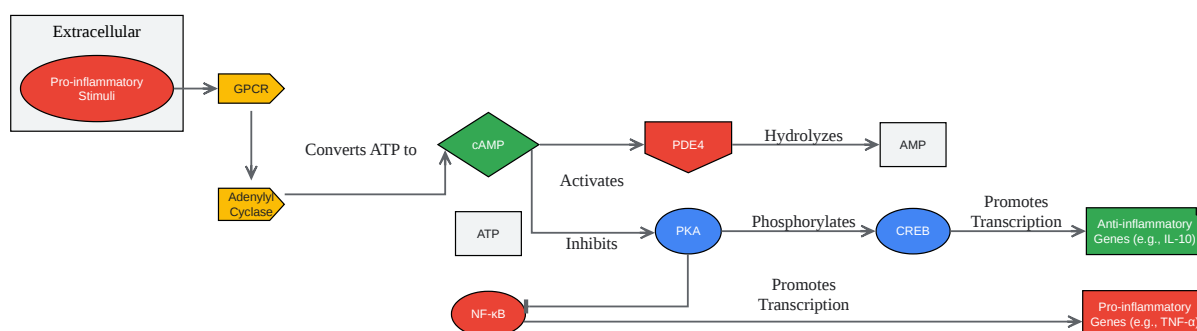 Extracellular
Pro-inflammatory
Stimuli
GPCR
Adenylyl
Cyclase
Converts ATP to
cAMP
Activates
PDE4
Hydrolyzes
AMP
ATP
Inhibits
PKA
Phosphorylates
CREB
Promotes
Transcription
Anti-inflammatory
Genes (e.g., IL-10)
NF-κB
Promotes
Transcription
Pro-inflammatory
Genes (e.g., TNF-α)